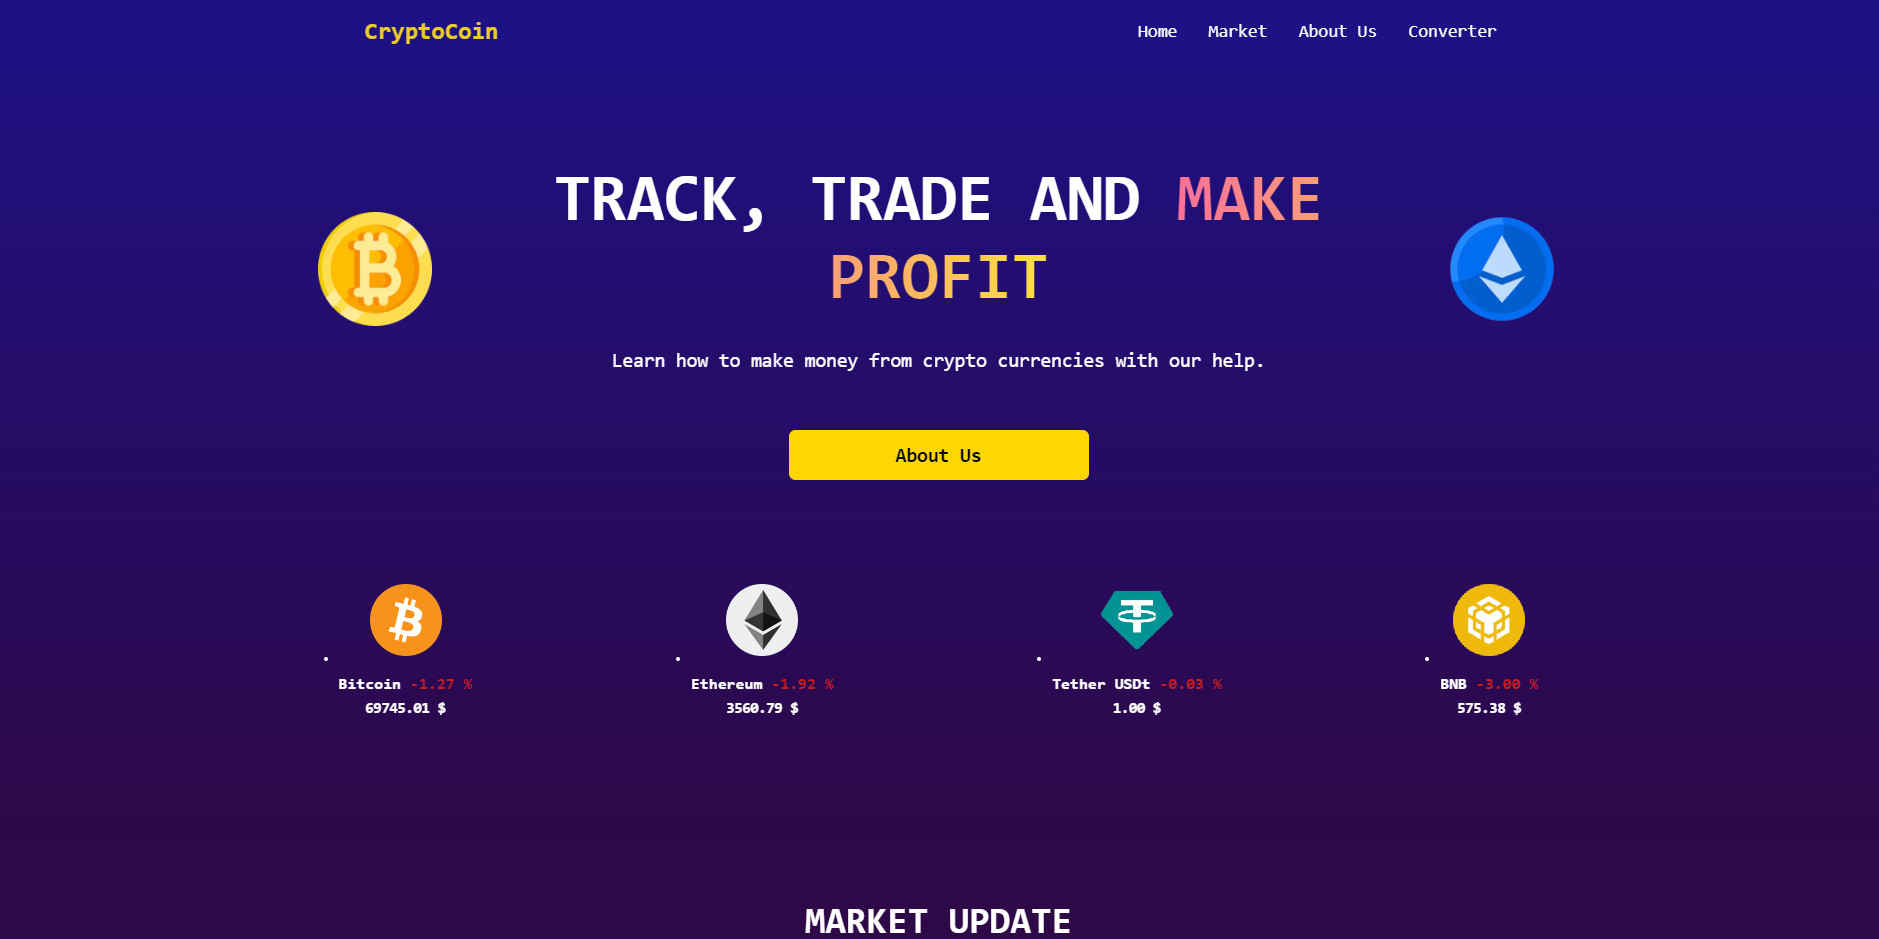 CryptoCoin Home Market About Us Converter
TRACK, TRADE AND MAKE
PROFIT
Learn how to make money from crypto currencies with our help.
About Us
Bitcoin -1.27 % Ethereum -1.92 % Tether USDt -0.03 % BNB -3.00 %
69745.01 $ 3560.79 $ 1.00 $ 575.38 $
MARKET UPDATE